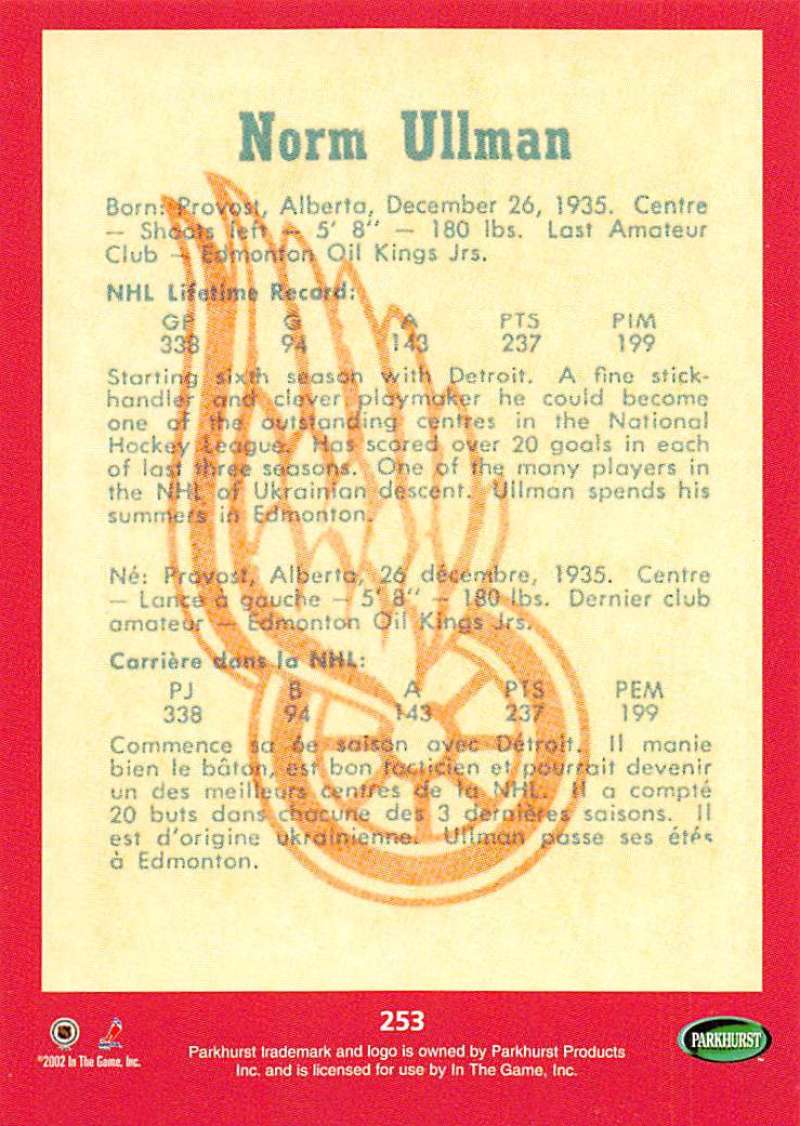 Norm Ullman
Born: Provost, Alberta, December 26, 1935. Centre
— Shoots left — 5' 8" — 180 lbs. Last Amateur
Club — Edmonton Oil Kings Jrs.
NHL Lifetime Record:
GP G A PTS PIM
338 94 143 237 199
Starting sixth season with Detroit. A fine stick-
handler and clever playmaker he could become
one of the outstanding centres in the National
Hockey League. Has scored over 20 goals in each
of last three seasons. One of the many players in
the NHL of Ukrainian descent. Ullman spends his
summers in Edmonton.
Né: Provost, Alberta, 26 décembre, 1935. Centre
— Lance à gauche — 5' 8" — 180 lbs. Dernier club
amateur — Edmonton Oil Kings Jrs.
Carrière dans la NHL:
PJ B A PTS PEM
338 94 143 237 199
Commence sa 6e saison avec Détroit. Il manie
bien le bâton, est bon tacticien et pourrait devenir
un des meilleurs centres de la NHL. Il a compté
20 buts dans chacune des 3 dernières saisons. Il
est d'origine ukrainienne. Ullman passe ses étés
à Edmonton.
253
©2002 In The Game, Inc.
Parkhurst trademark and logo is owned by Parkhurst Products
Inc. and is licensed for use by In The Game, Inc.
PARKHURST